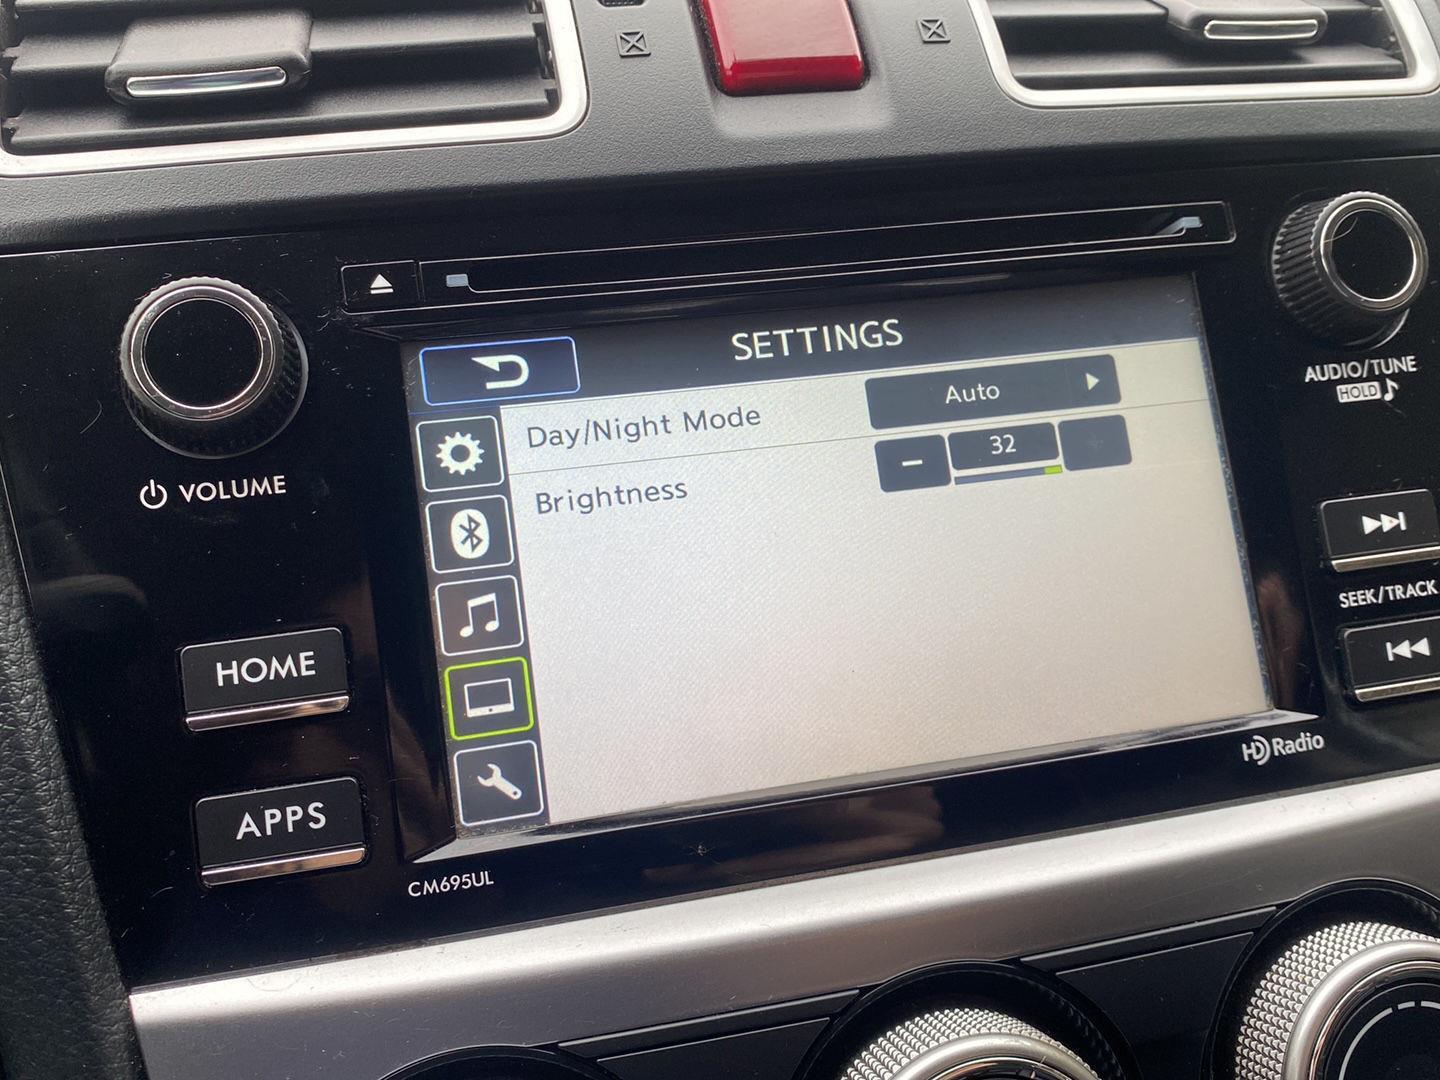 SETTINGS
Day/Night Mode
Auto
Brightness
−
32
+
VOLUME
HOME
APPS
CM695UL
AUDIO/TUNE
HOLD
SEEK/TRACK
HD Radio